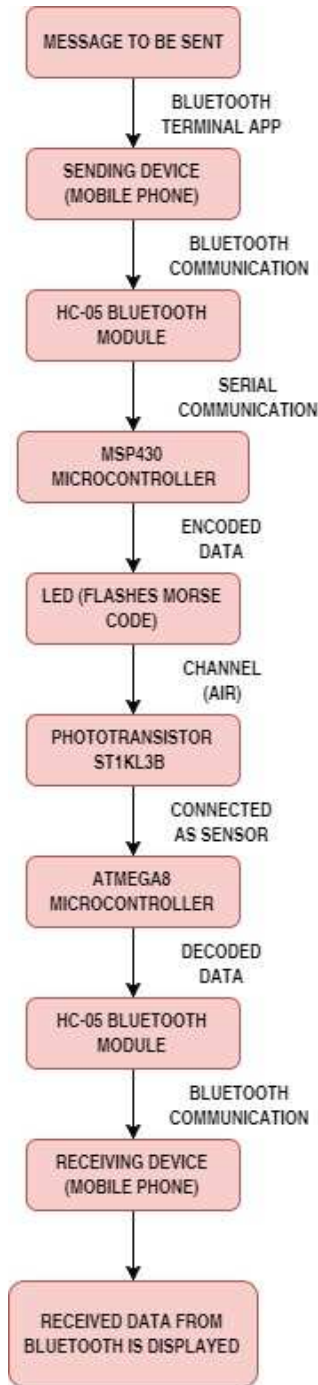 MESSAGE TO BE SENT
BLUETOOTH
TERMINAL APP
SENDING DEVICE
(MOBILE PHONE)
BLUETOOTH
COMMUNICATION
HC-05 BLUETOOTH
MODULE
SERIAL
COMMUNICATION
MSP430
MICROCONTROLLER
ENCODED
DATA
LED (FLASHES MORSE
CODE)
CHANNEL
(AIR)
PHOTOTRANSISTOR
ST1KL3B
CONNECTED
AS SENSOR
ATMEGA8
MICROCONTROLLER
DECODED
DATA
HC-05 BLUETOOTH
MODULE
BLUETOOTH
COMMUNICATION
RECEIVING DEVICE
(MOBILE PHONE)
RECEIVED DATA FROM
BLUETOOTH IS DISPLAYED